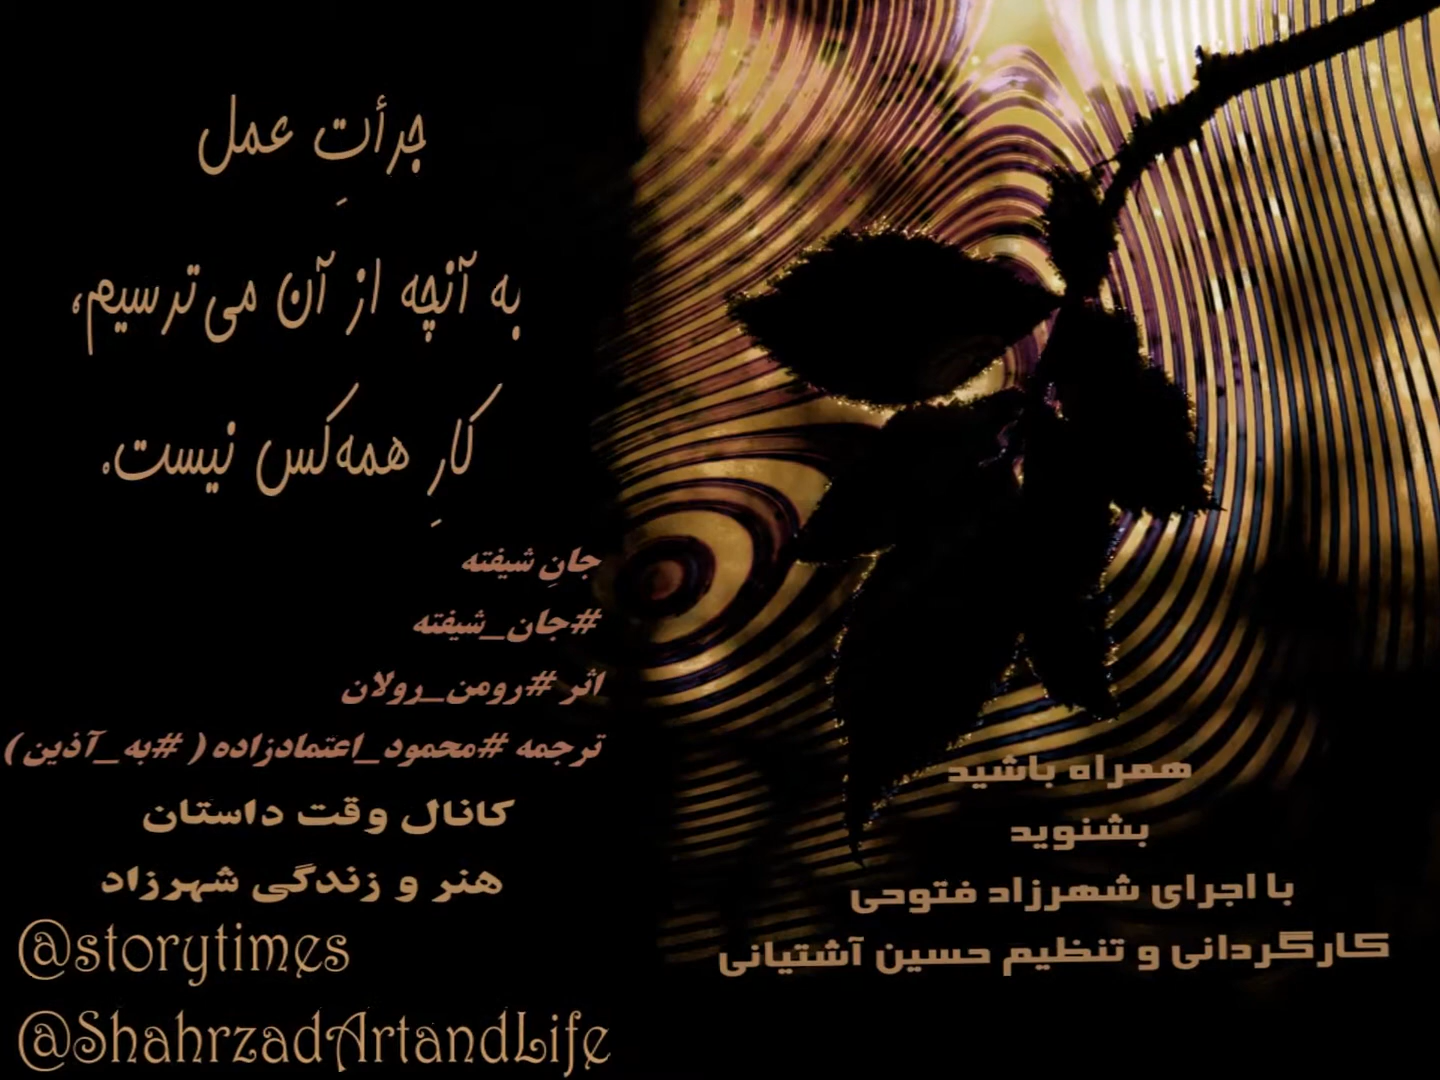 جرأتِ عمل
به آنچه از آن می‌ترسیم،
کارِ همه‌کس نیست.
جانِ شیفته
#جان_شیفته
اثر #رومن_رولان
ترجمه #محمود_اعتمادزاده ( #به_آذین )
کانال وقت داستان
هنر و زندگی شهرزاد
@storytimes
@ShahrzadArtandLife
همراه باشید
بشنوید
با اجرای شهرزاد فتوحی
کارگردانی و تنظیم حسین آشتیانی